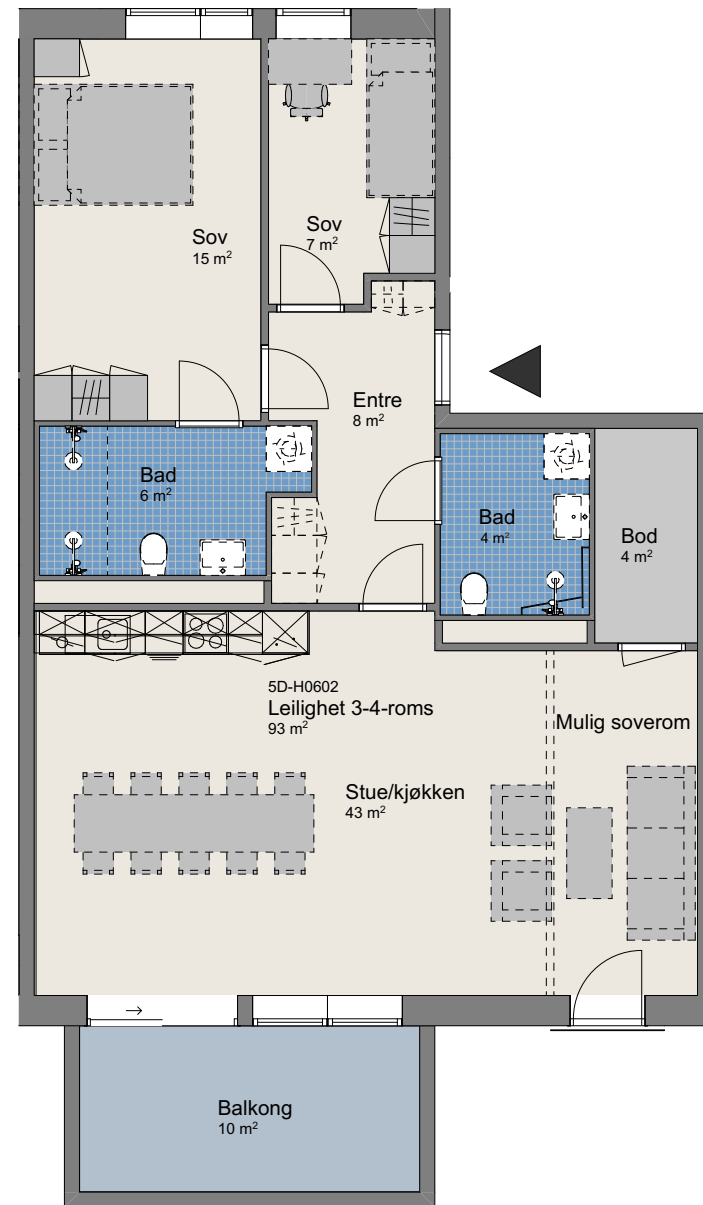 Sov
15 m²
Sov
7 m²
Entre
8 m²
Bad
6 m²
Bad
4 m²
Bod
4 m²
5D-H0602
Leilighet 3-4-roms
93 m²
Mulig soverom
Stue/kjøkken
43 m²
Balkong
10 m²